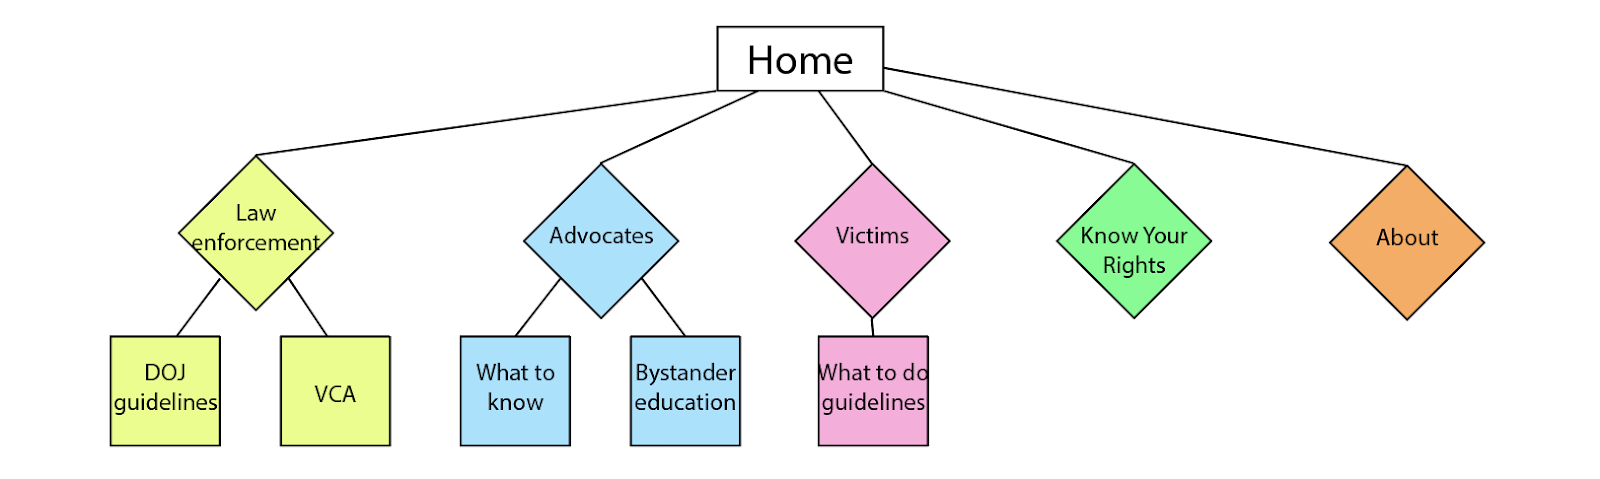 Home
Law
enforcement
Advocates
Victims
Know Your
Rights
About
DOJ
guidelines
VCA
What to
know
Bystander
education
What to do
guidelines